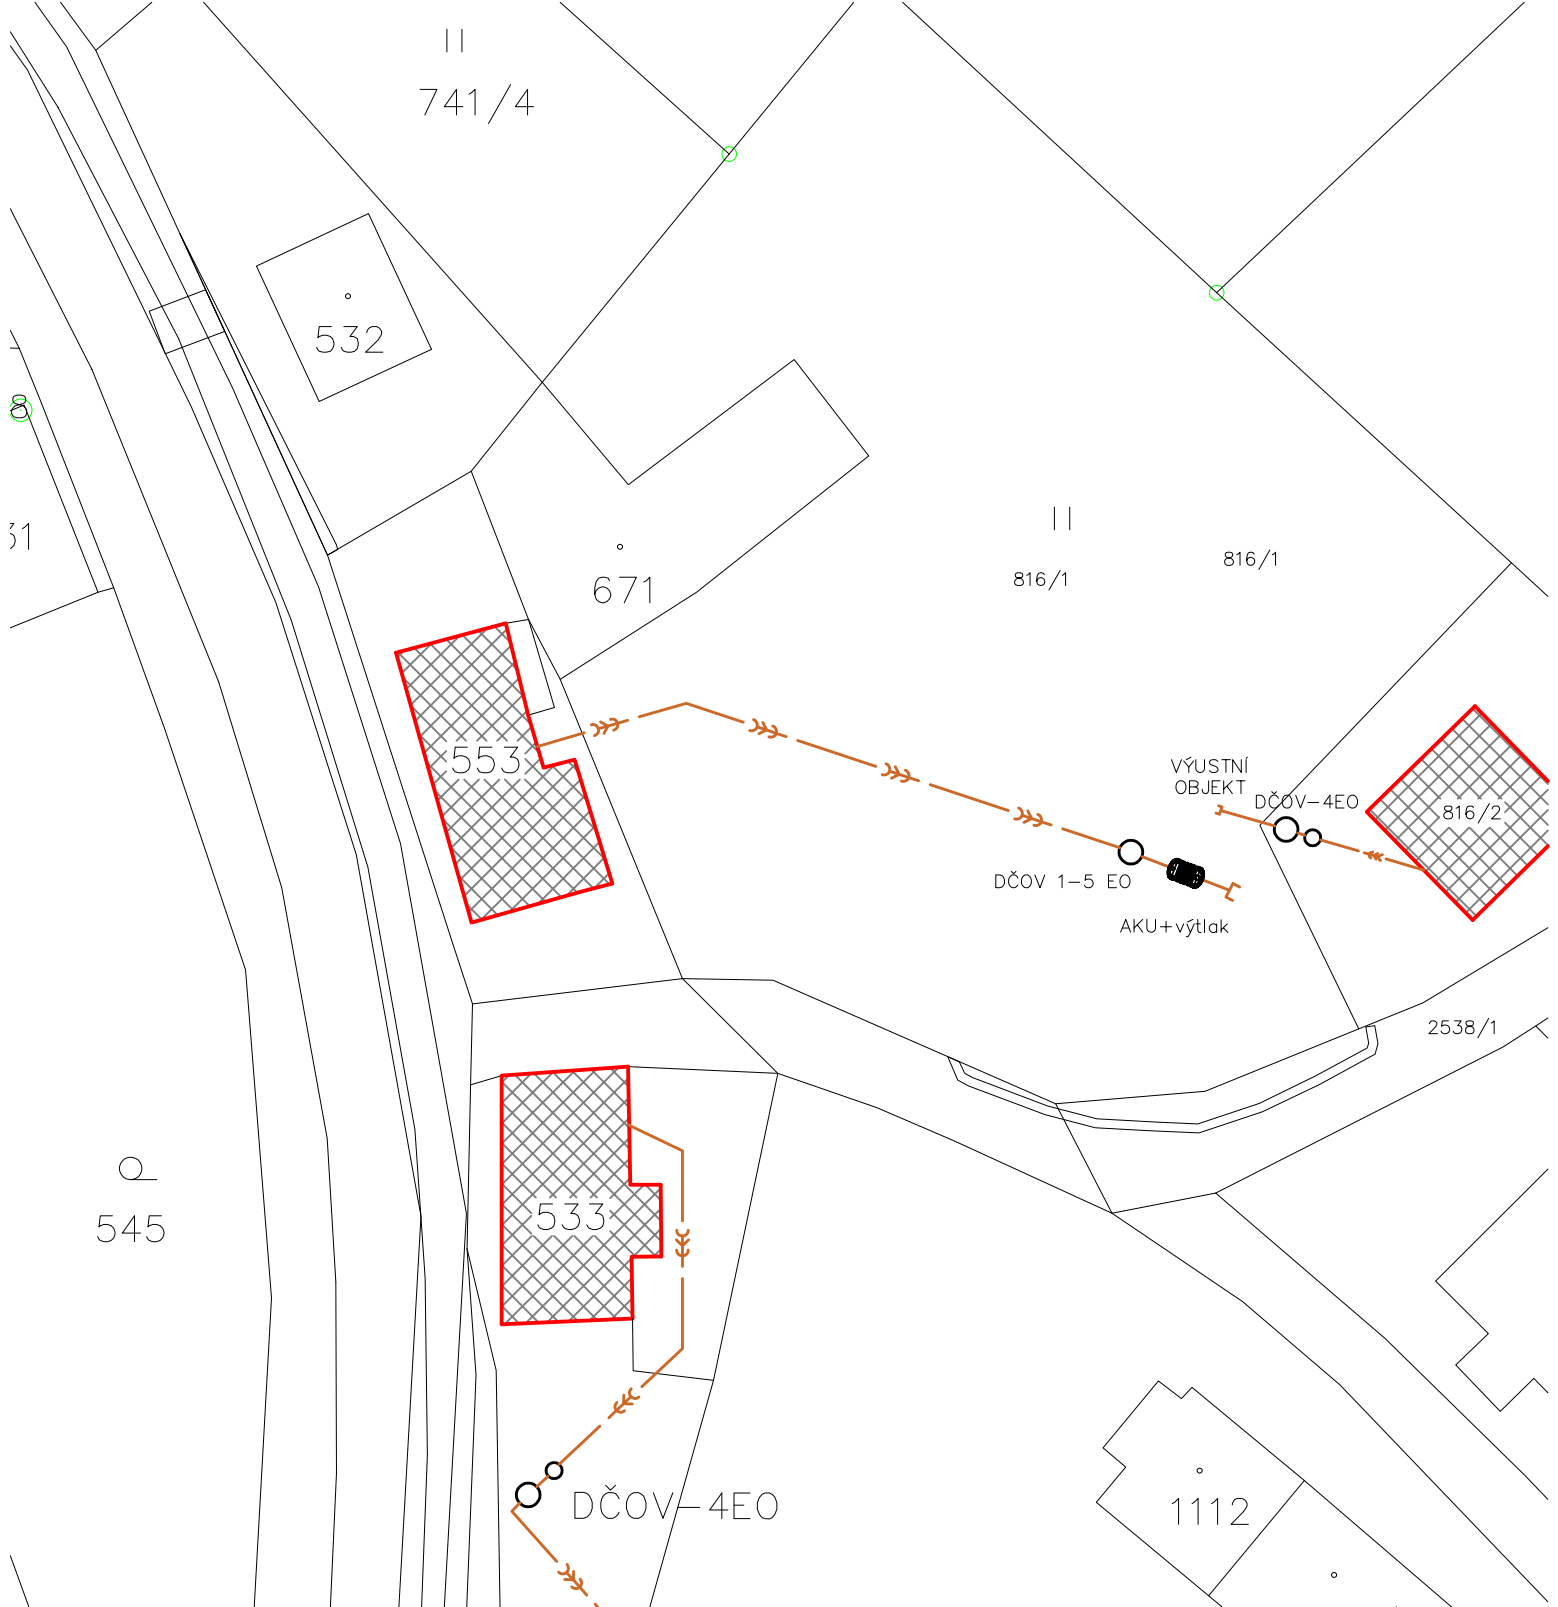 741/4
532
8
671
816/1
816/1
553
VÝUSTNÍ
OBJEKT
DČOV-4EO
816/2
DČOV 1-5 EO
AKU+výtlak
2538/1
533
545
DČOV-4EO
1112